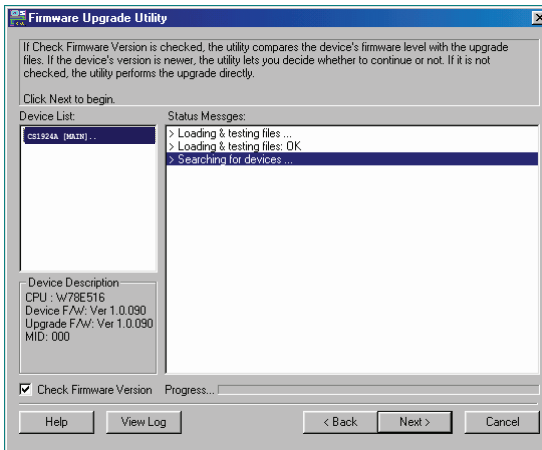 Firmware Upgrade Utility
If Check Firmware Version is checked, the utility compares the device's firmware level with the upgrade
files. If the device's version is newer, the utility lets you decide whether to continue or not. If it is not
checked, the utility performs the upgrade directly.
Click Next to begin.
Device List:
Status Messges:
CS1924A [MAIN]..
> Loading & testing files ...
> Loading & testing files: OK
> Searching for devices ...
Device Description
CPU : W78E516
Device F/W: Ver 1.0.090
Upgrade F/W: Ver 1.0.090
MID: 000
Check Firmware Version
Progress...
Help
View Log
< Back
Next >
Cancel